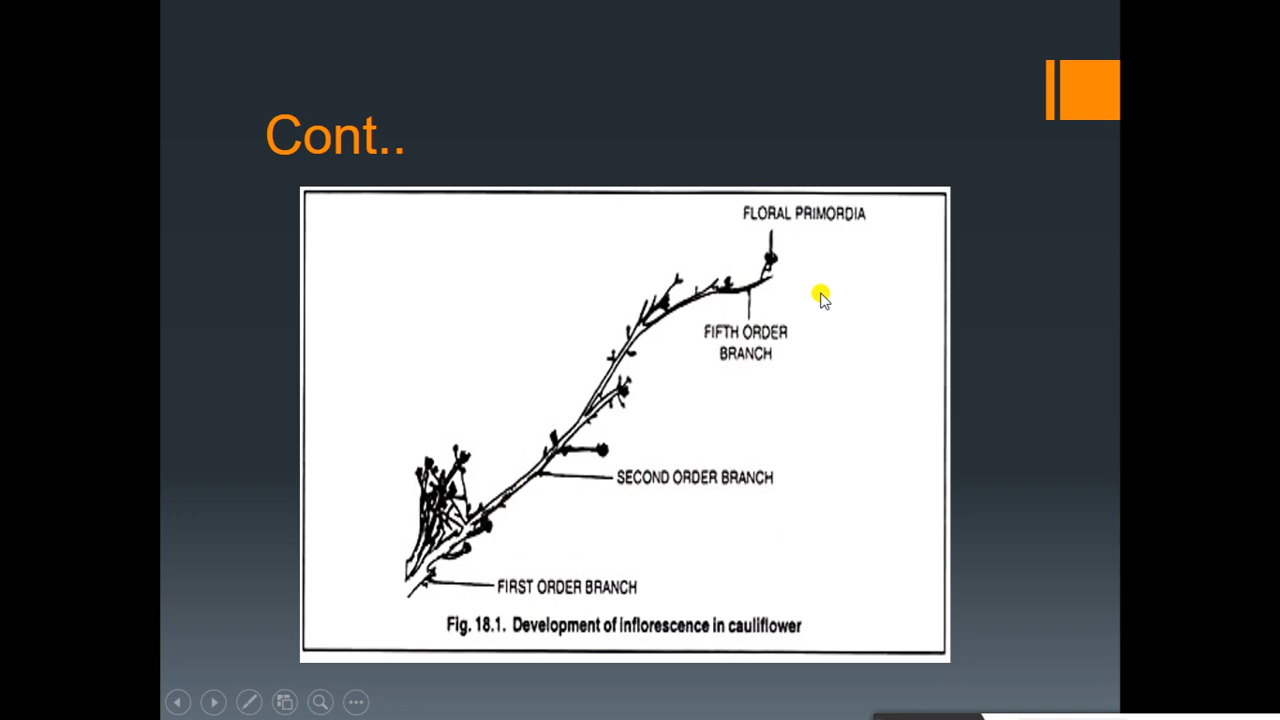 Cont..
FLORAL PRIMORDIA
FIFTH ORDER
BRANCH
SECOND ORDER BRANCH
FIRST ORDER BRANCH
Fig. 18.1. Development of inflorescence in cauliflower